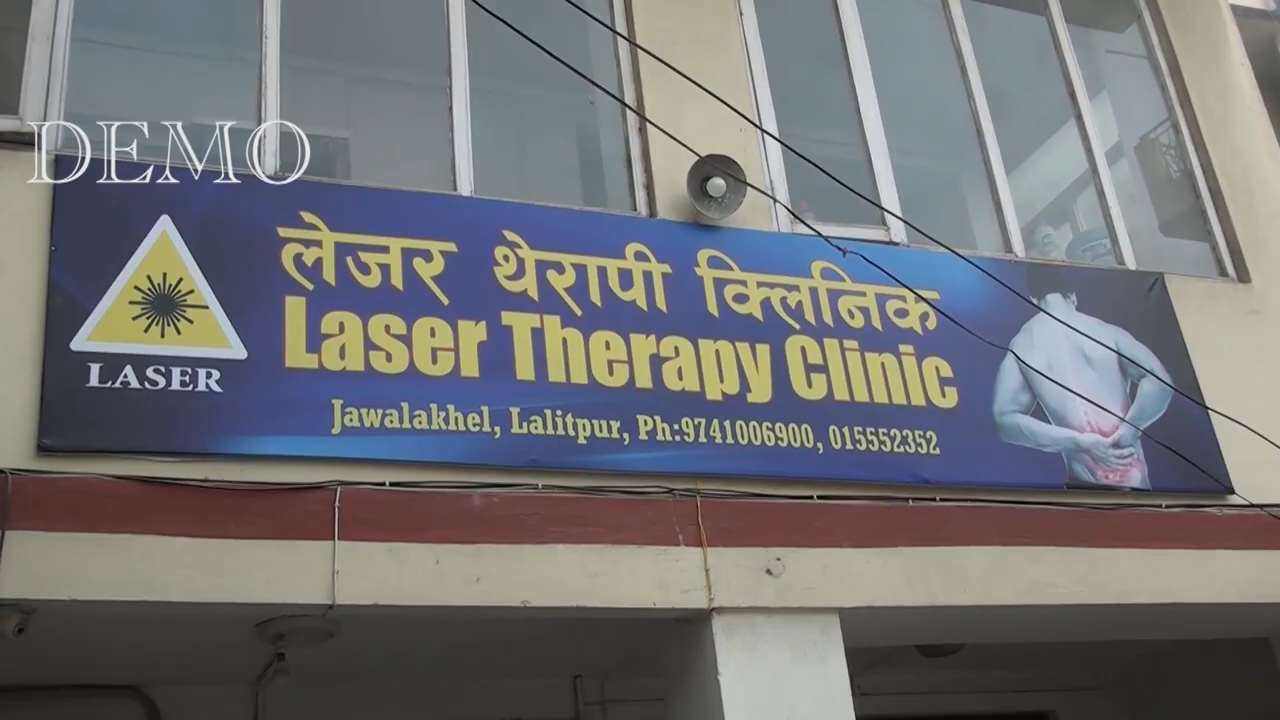 DEMO
लेजर थेरापी क्लिनिक
Laser Therapy Clinic
LASER
Jawalakhel, Lalitpur, Ph:9741006900, 015552352